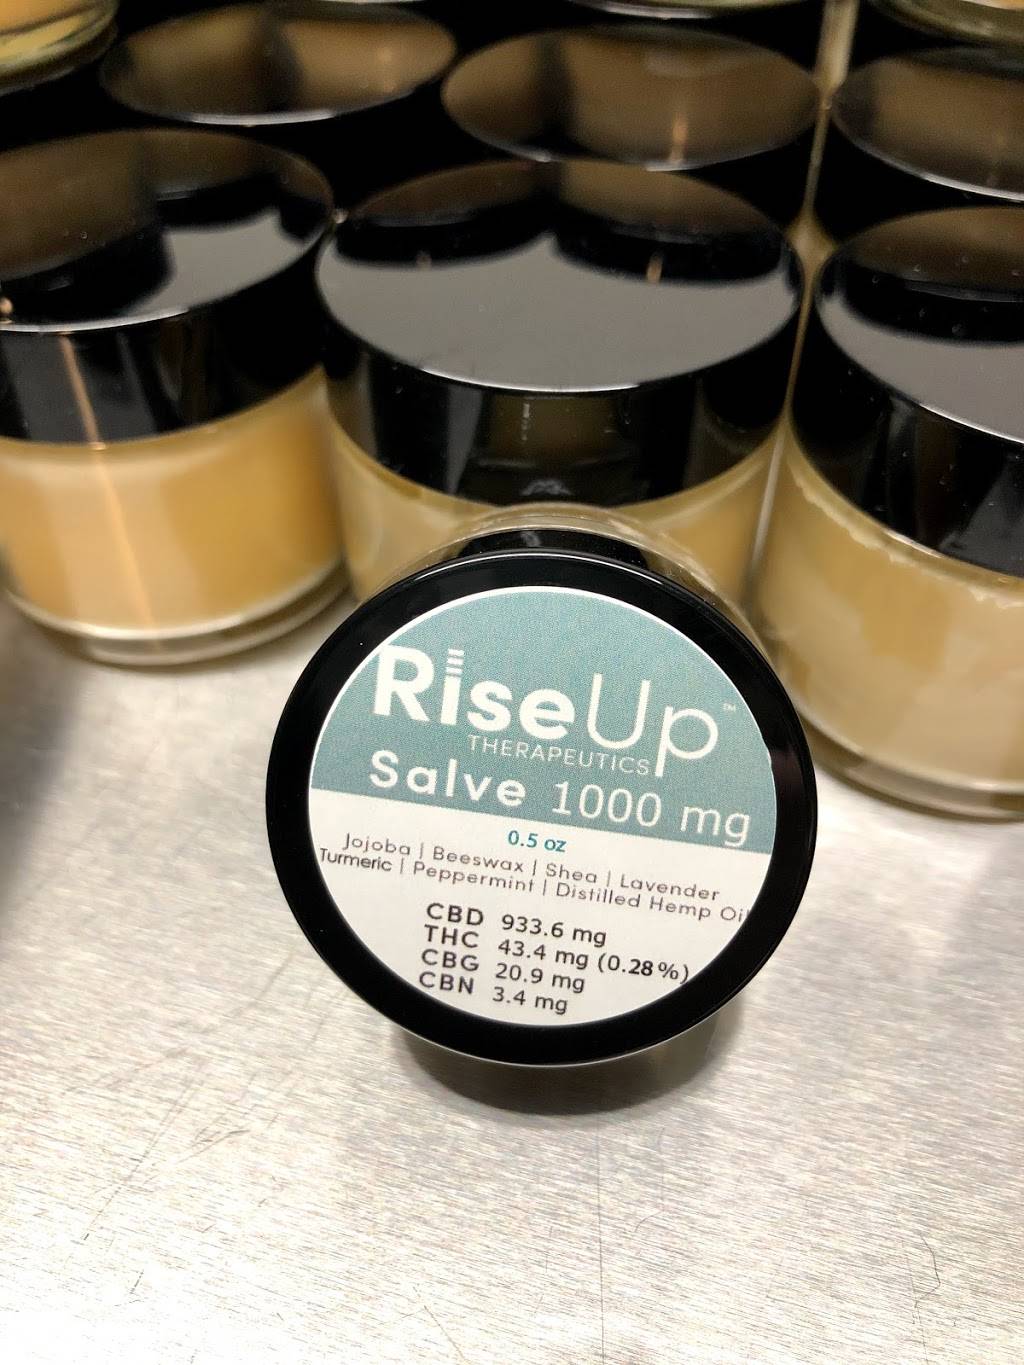 RiseUp™
THERAPEUTICS
Salve 1000 mg
0.5 oz
Jojoba | Beeswax | Shea | Lavender
Turmeric | Peppermint | Distilled Hemp Oil
CBD 933.6 mg
THC 43.4 mg (0.28%)
CBG 20.9 mg
CBN 3.4 mg